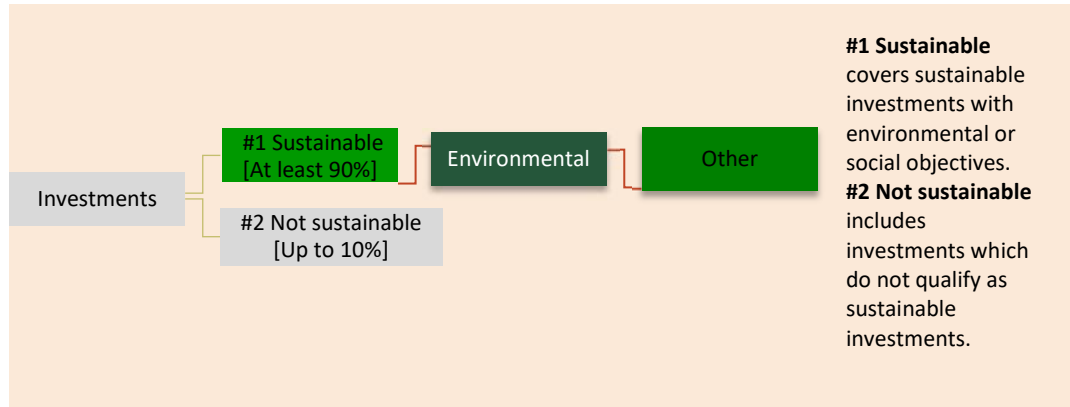 Investments
#1 Sustainable
[At least 90%]
#2 Not sustainable
[Up to 10%]
Environmental
Other
#1 Sustainable
covers sustainable
investments with
environmental or
social objectives.
#2 Not sustainable
includes
investments which
do not qualify as
sustainable
investments.